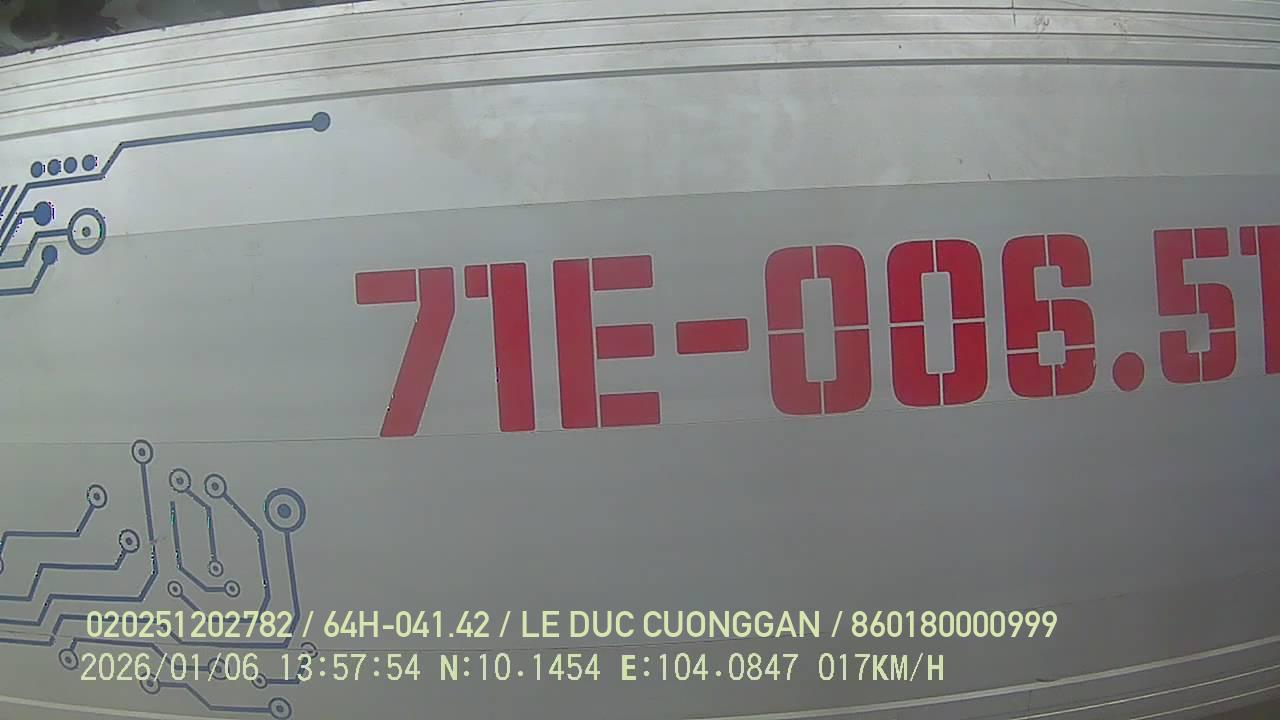 71E-006.51
020251202782 / 64H-041.42 / LE DUC CUONGGAN / 860180000999
2026/01/06 13:57:54 N:10.1454 E:104.0847 017KM/H